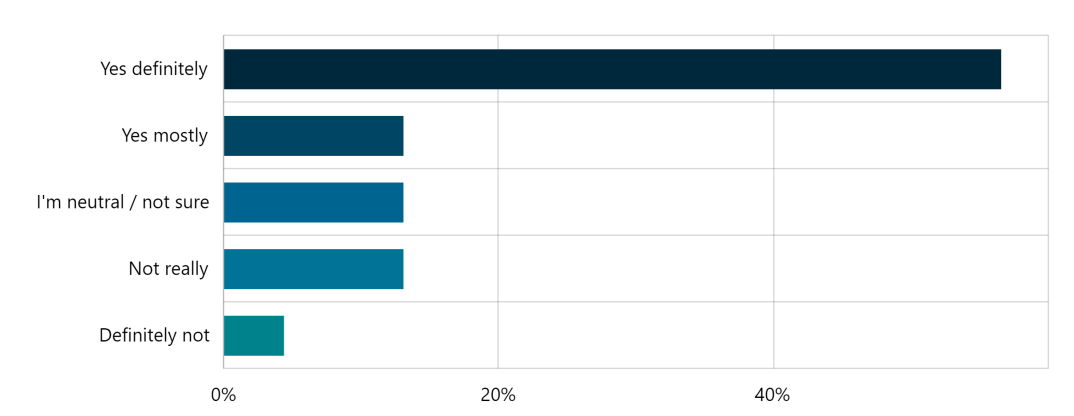 Yes definitely
Yes mostly
I'm neutral / not sure
Not really
Definitely not
0%
20%
40%